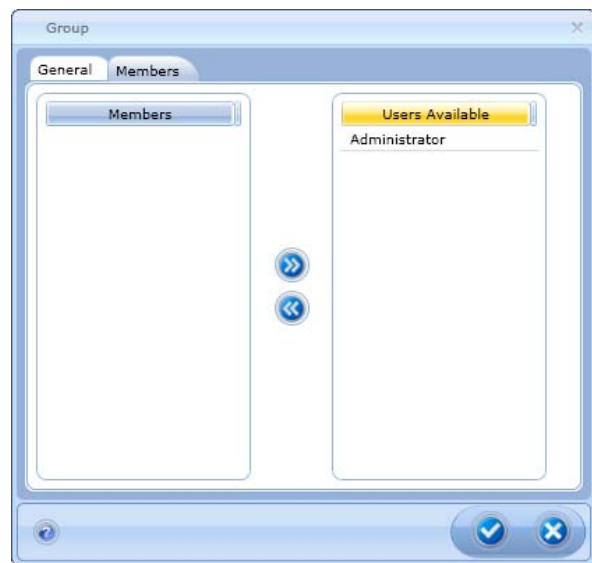 Group
General Members
Members
Users Available
Administrator